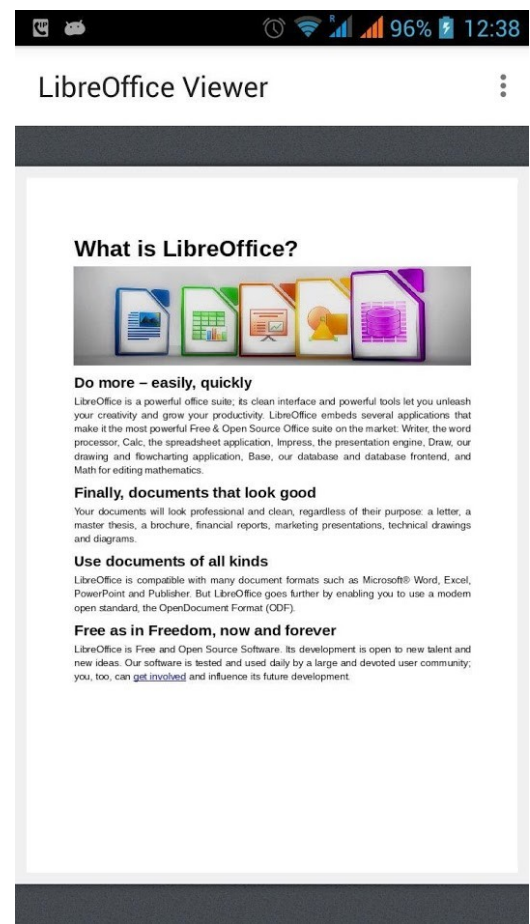 R 96% 12:38
LibreOffice Viewer
What is LibreOffice?
Do more – easily, quickly
LibreOffice is a powerful office suite; its clean interface and powerful tools let you unleash
your creativity and grow your productivity. LibreOffice embeds several applications that
make it the most powerful Free & Open Source Office suite on the market: Writer, the word
processor, Calc, the spreadsheet application, Impress, the presentation engine, Draw, our
drawing and flowcharting application, Base, our database and database frontend, and
Math for editing mathematics.
Finally, documents that look good
Your documents will look professional and clean, regardless of their purpose: a letter, a
master thesis, a brochure, financial reports, marketing presentations, technical drawings
and diagrams.
Use documents of all kinds
LibreOffice is compatible with many document formats such as Microsoft® Word, Excel,
PowerPoint and Publisher. But LibreOffice goes further by enabling you to use a modern
open standard, the OpenDocument Format (ODF).
Free as in Freedom, now and forever
LibreOffice is Free and Open Source Software. Its development is open to new talent and
new ideas. Our software is tested and used daily by a large and devoted user community;
you, too, can get involved and influence its future development.